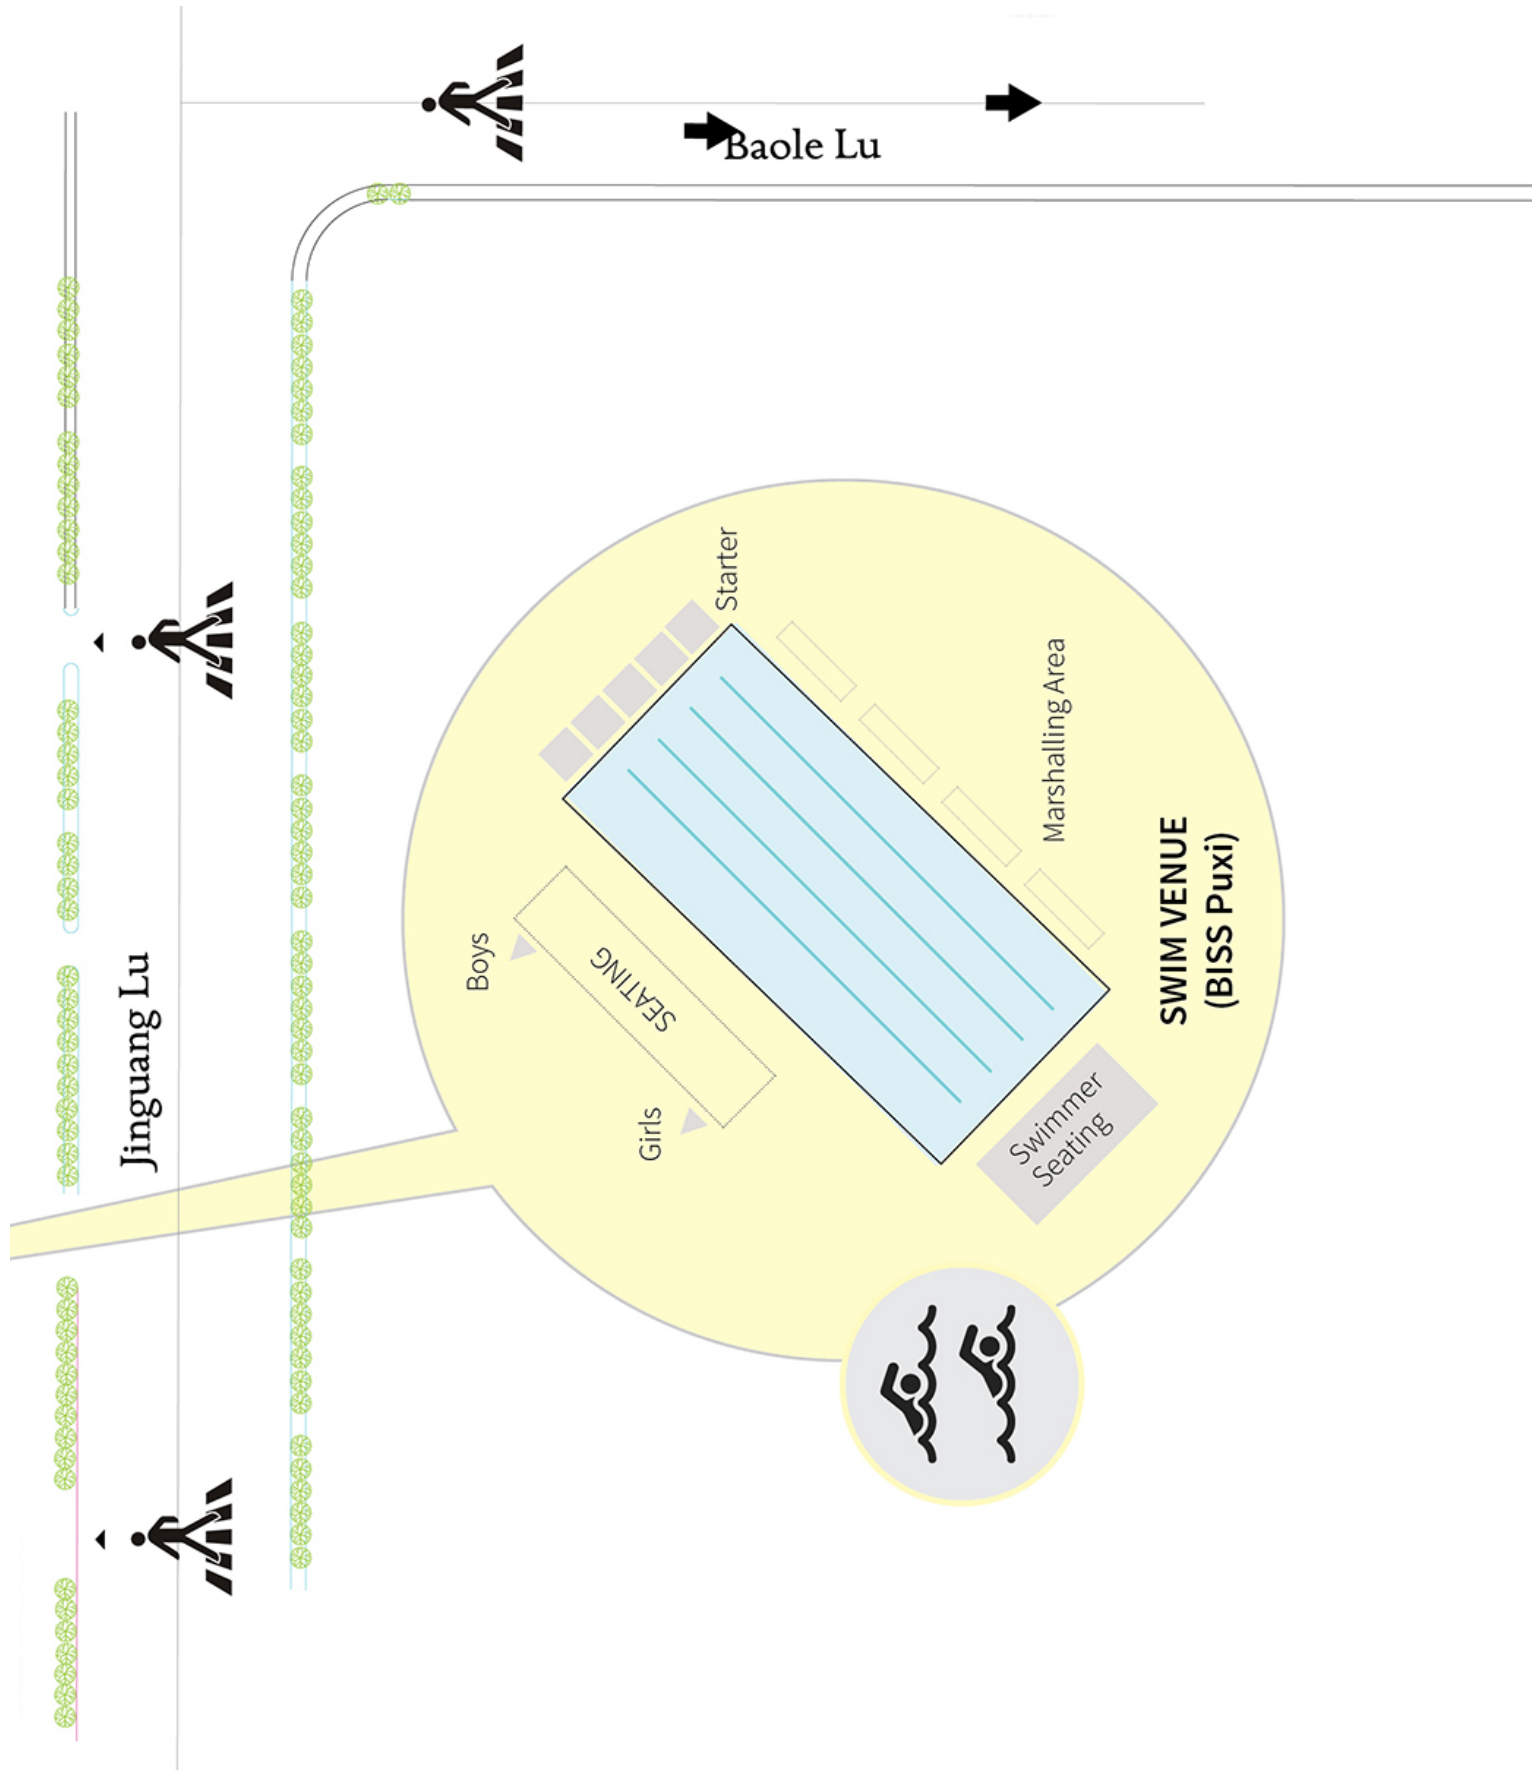 Baole Lu
Starter
Marshalling Area
SWIM VENUE
(BISS Puxi)
Boys
SEATING
Jinguang Lu
Girls
Swimmer
Seating